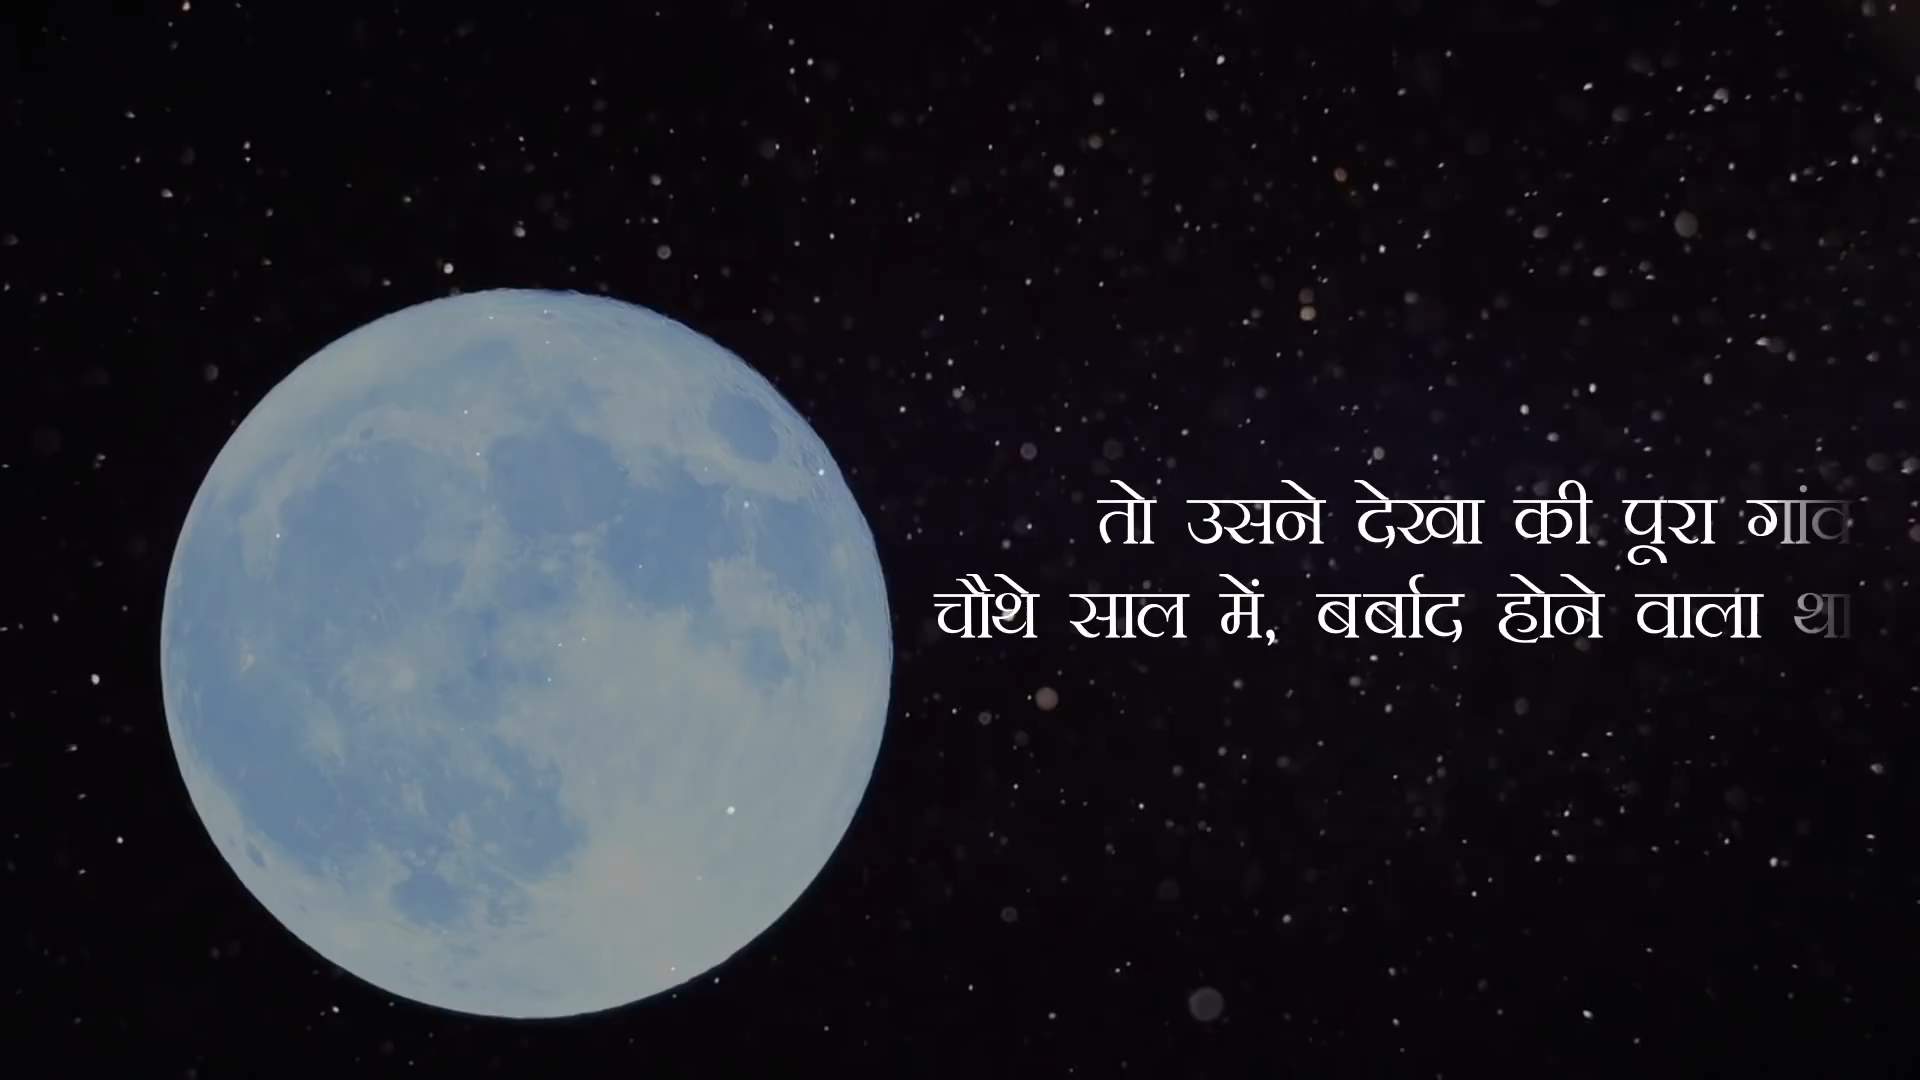 तो उसने देखा की पूरा गांव
चौथे साल में, बर्बाद होने वाला था